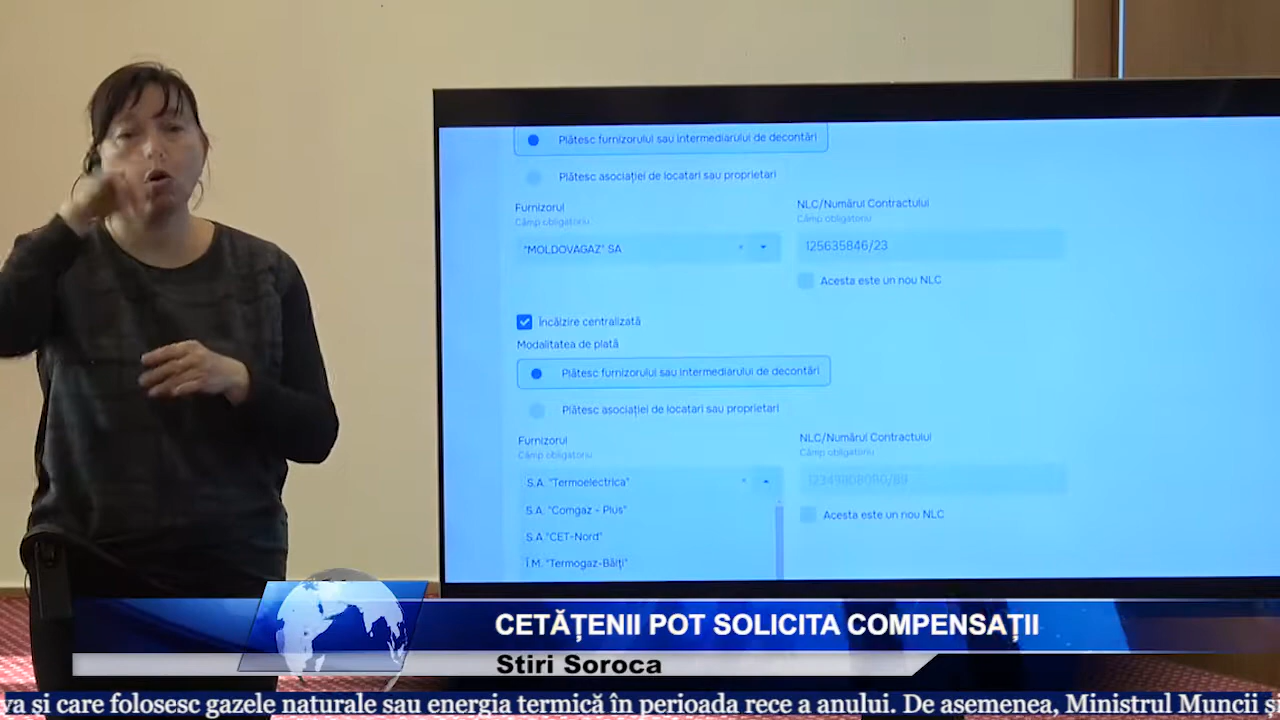 Plătesc furnizorului sau intermediarului de decontări
Plătesc asociației de locatari sau proprietari
Furnizorul
Câmp obligatoriu
NLC/Numărul Contractului
Câmp obligatoriu
"MOLDOVAGAZ" SA
125635846/23
Acesta este un nou NLC
Încălzire centralizată
Modalitatea de plată
Plătesc furnizorului sau intermediarului de decontări
Plătesc asociației de locatari sau proprietari
Furnizorul
Câmp obligatoriu
NLC/Numărul Contractului
Câmp obligatoriu
S.A. "Termoelectrica"
S.A. "Comgaz - Plus"
S.A "CET-Nord"
Î.M. "Termogaz-Bălți"
Acesta este un nou NLC
CETĂȚENII POT SOLICITA COMPENSAȚII
Stiri Soroca
va și care folosesc gazele naturale sau energia termică în perioada rece a anului. De asemenea, Ministrul Muncii și